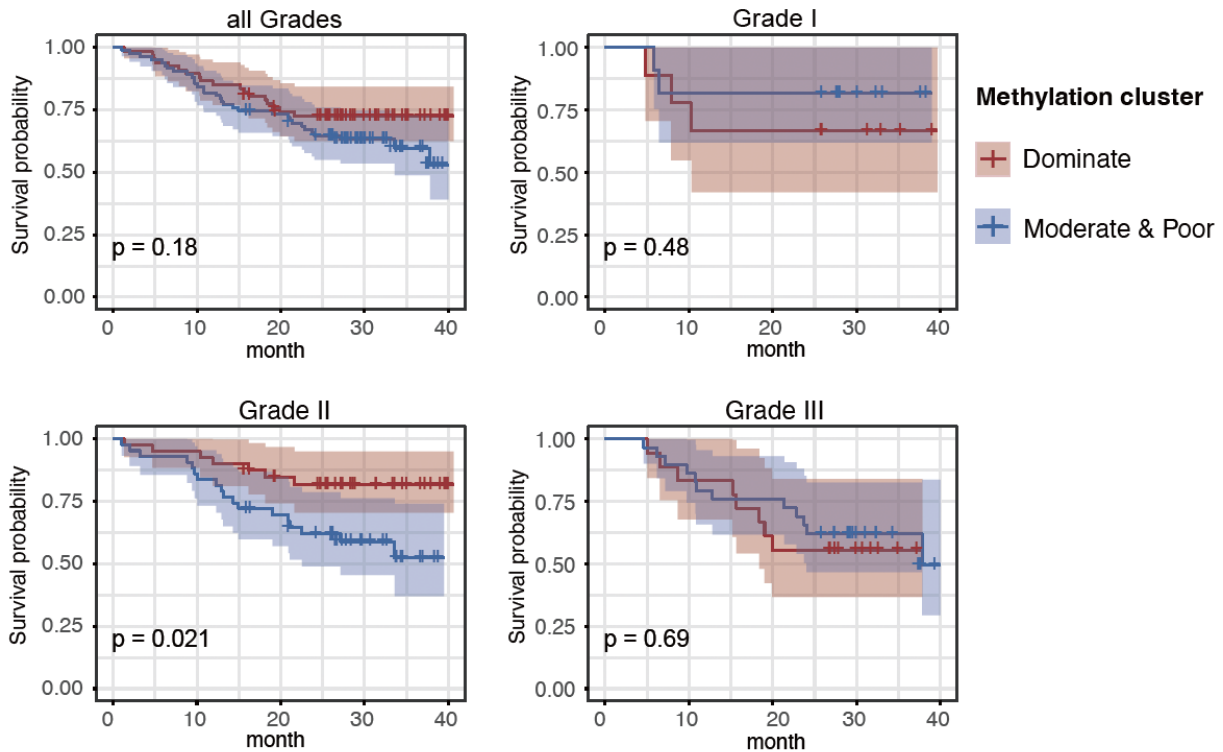 all Grades
1.00
0.75
0.50
0.25
0.00
Survival probability
p = 0.18
0 10 20 30 40
month
Grade I
1.00
0.75
0.50
0.25
0.00
Survival probability
p = 0.48
0 10 20 30 40
month
Methylation cluster
Dominate
Moderate & Poor
Grade II
1.00
0.75
0.50
0.25
0.00
Survival probability
p = 0.021
0 10 20 30 40
month
Grade III
1.00
0.75
0.50
0.25
0.00
Survival probability
p = 0.69
0 10 20 30 40
month